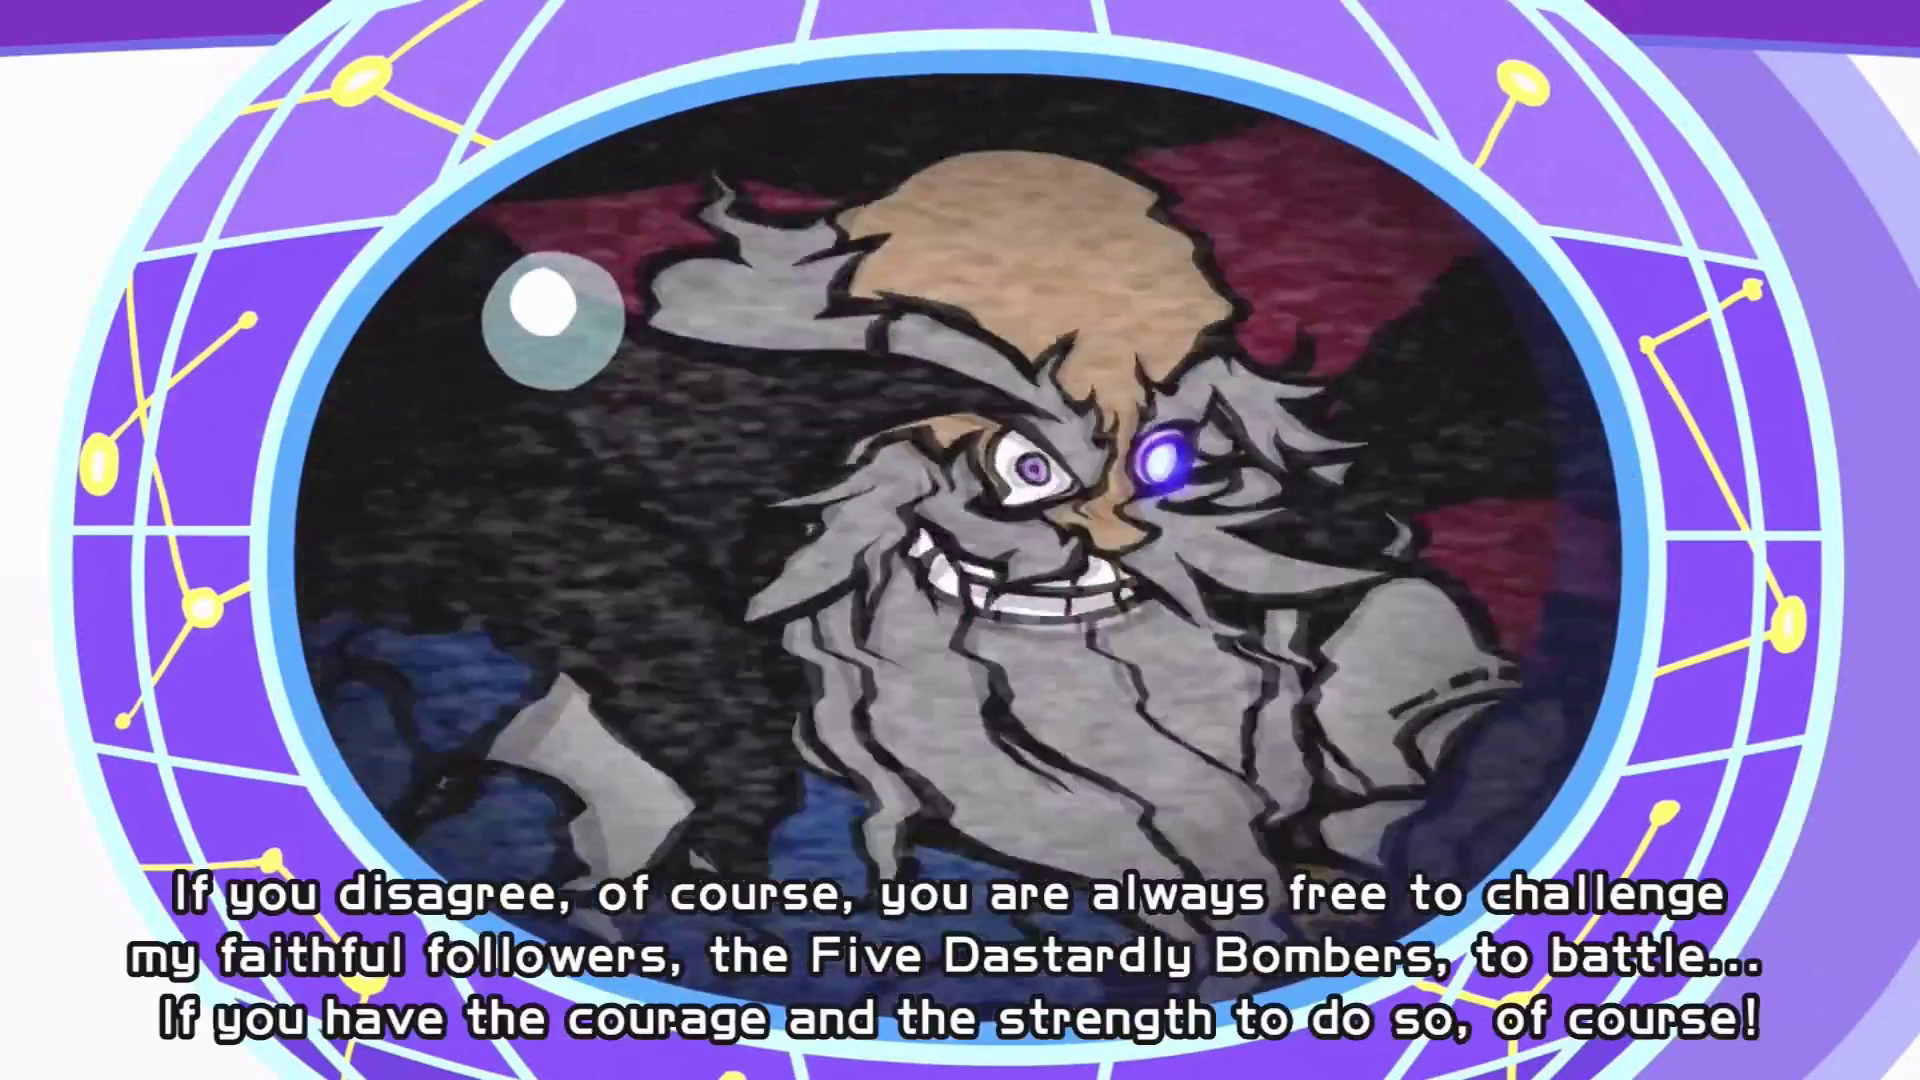 If you disagree, of course, you are always free to challenge
my faithful followers, the Five Dastardly Bombers, to battle...
If you have the courage and the strength to do so, of course!